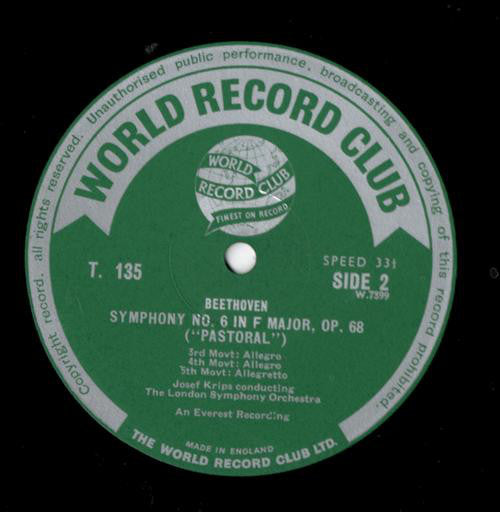 Copyright record. all rights reserved. Unauthorised public performance, broadcasting and copying of this record prohibited.
WORLD RECORD CLUB
WORLD
RECORD CLUB
FINEST ON RECORD
T. 135
SPEED 33⅓
SIDE 2
W.7899
BEETHOVEN
SYMPHONY NO. 6 IN F MAJOR, OP. 68
("PASTORAL")
3rd Movt: Allegro
4th Movt: Allegro
5th Movt: Allegretto
Josef Krips conducting
The London Symphony Orchestra
An Everest Recording
MADE IN ENGLAND
THE WORLD RECORD CLUB LTD.